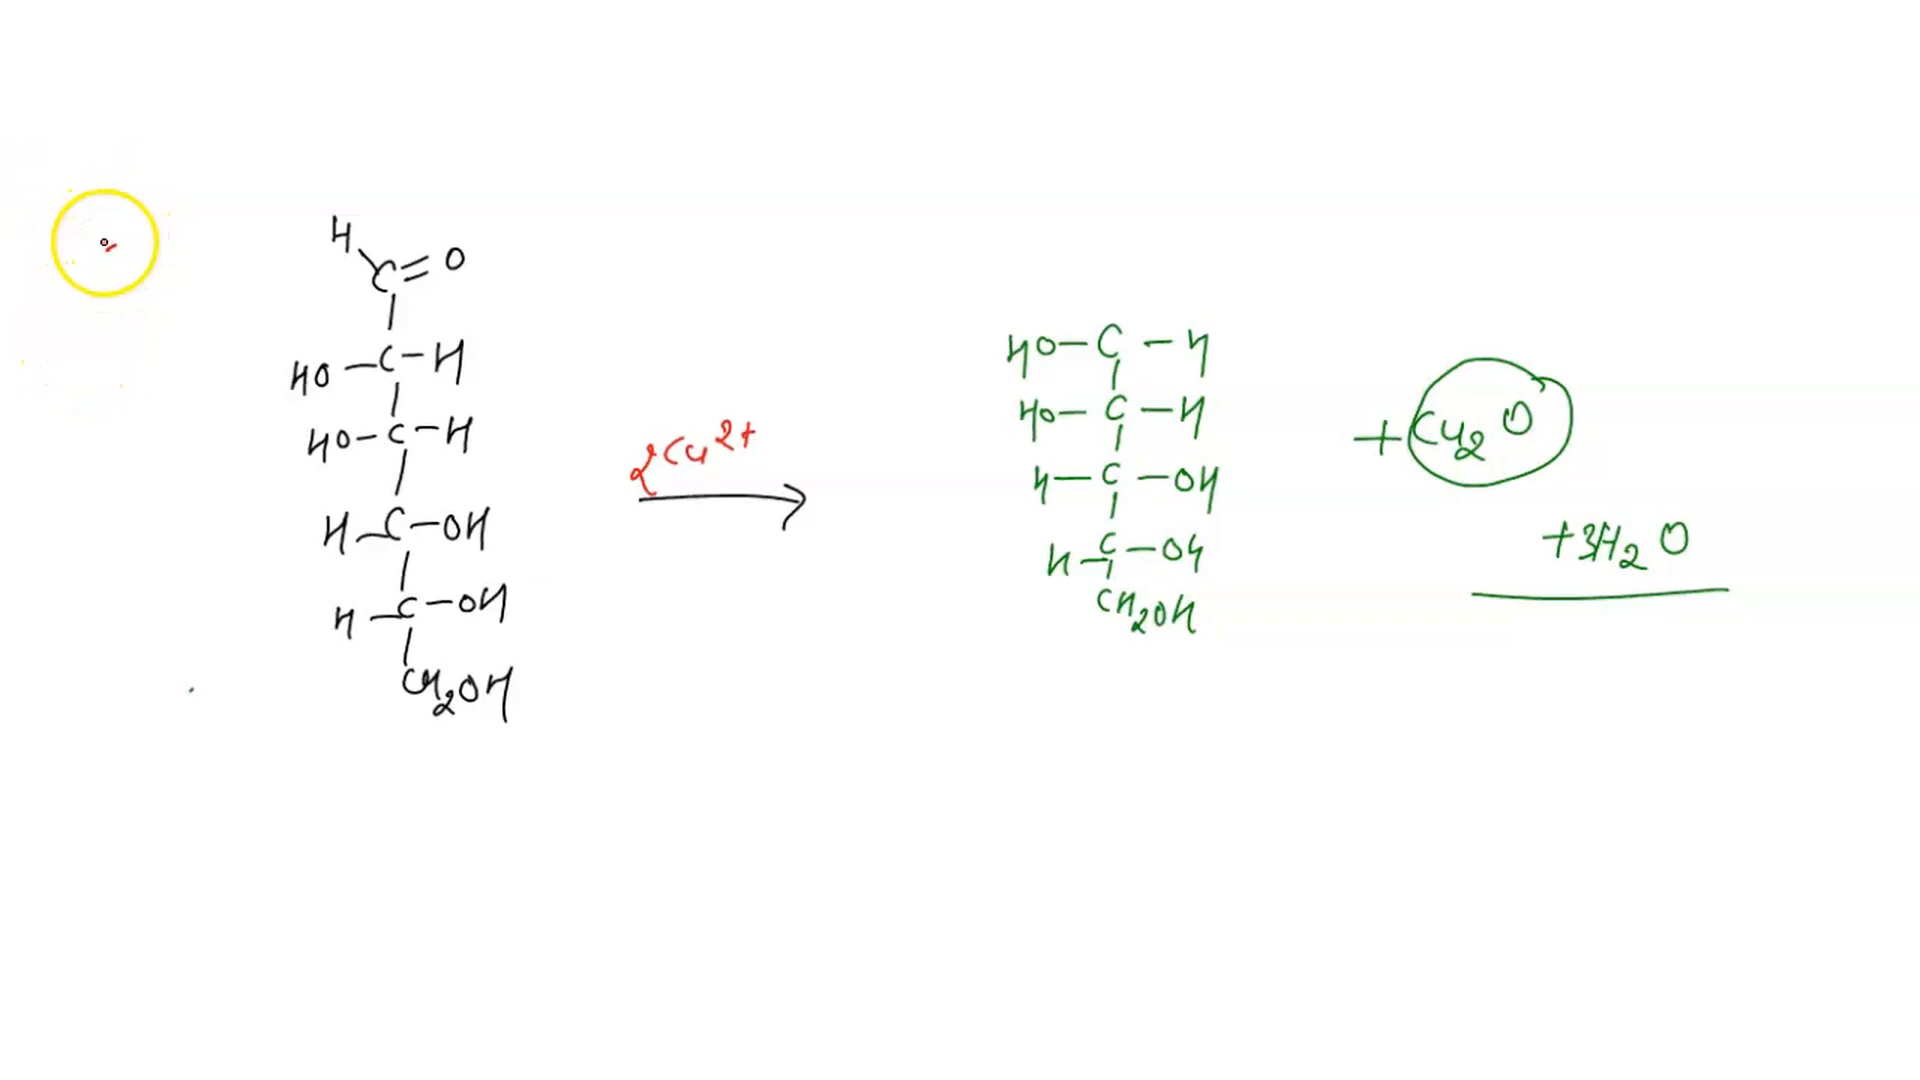 H
C=O
HO-C-H
HO-C-H
H-C-OH
H-C-OH
CH2OH
2Cu2+
HO-C-H
HO-C-H
H-C-OH
H-C-OH
CH2OH
+Cu2O
+3H2O